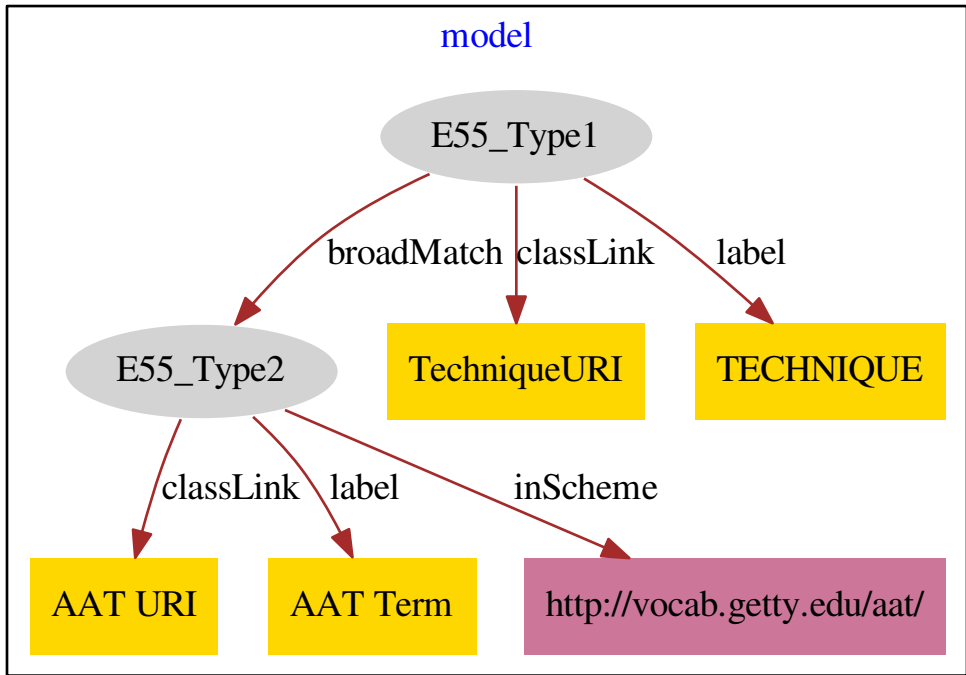 model
E55_Type1
broadMatch
classLink
label
E55_Type2
TechniqueURI
TECHNIQUE
classLink
label
inScheme
AAT URI
AAT Term
http://vocab.getty.edu/aat/